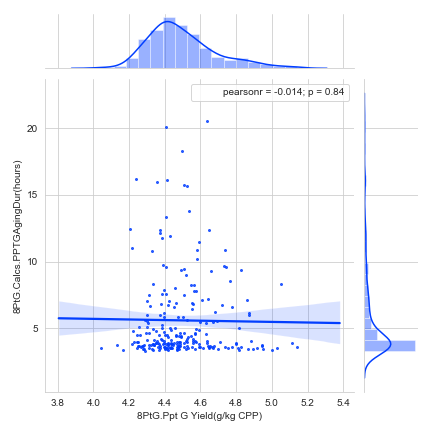 pearsonr = -0.014; p = 0.84
20
15
10
5
8PtG.Calcs.PPTGAgingDur(hours)
3.8 4.0 4.2 4.4 4.6 4.8 5.0 5.2 5.4
8PtG.Ppt G Yield(g/kg CPP)